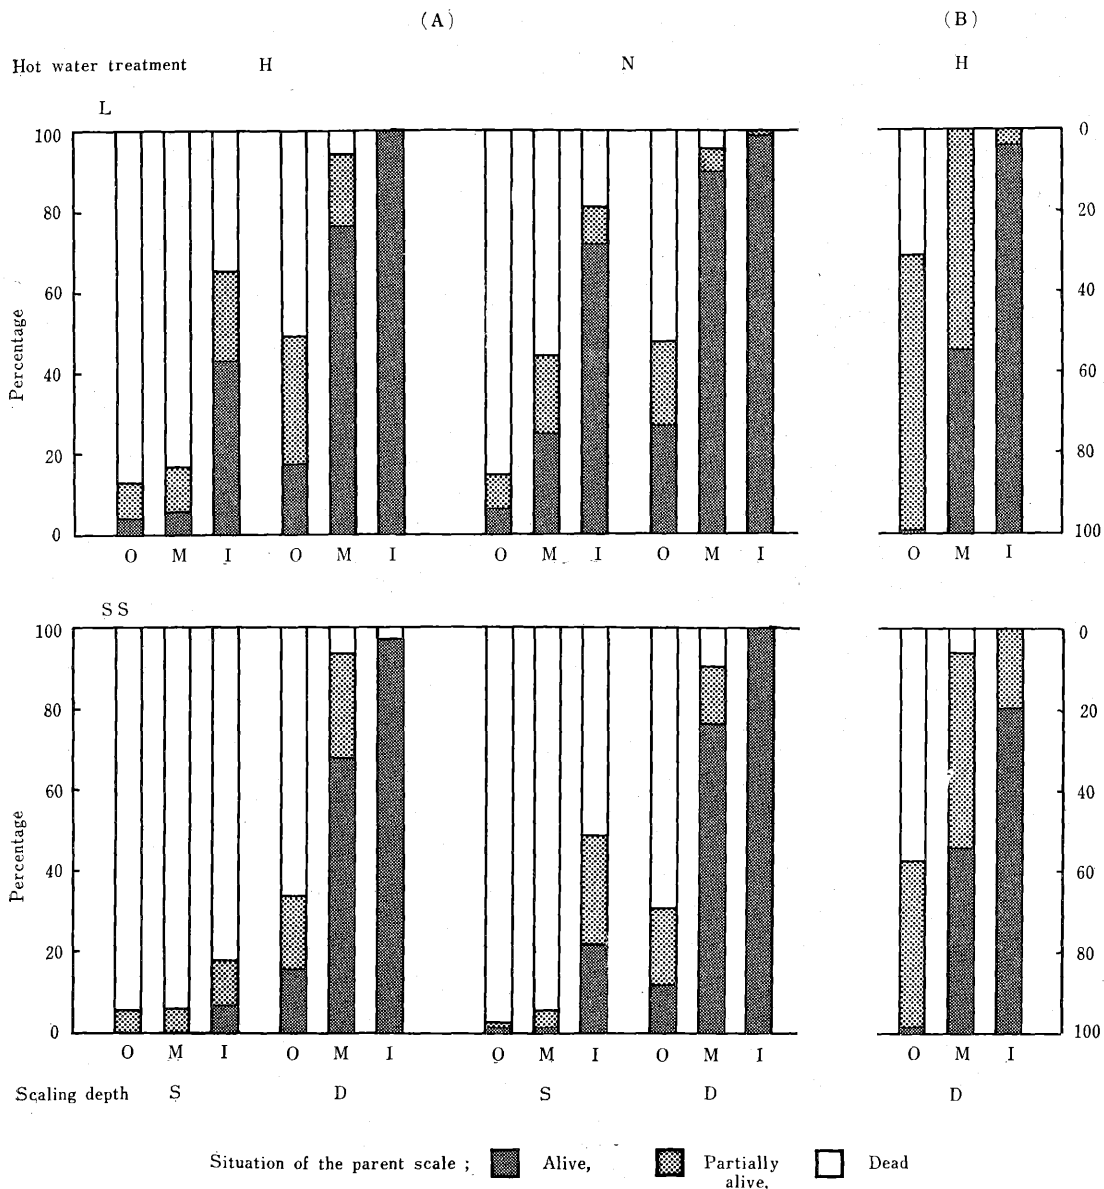 (A) (B)
Hot water treatment H N H
L
100 0
80 20
60 40
40 60
20 80
0 100
Percentage
O M I O M I O M I O M I O M I
SS
100 0
80 20
60 40
40 60
20 80
0 100
Percentage
O M I O M I O M I O M I O M I
Scaling depth S D S D D
Situation of the parent scale ; Alive, Partially Dead
alive,